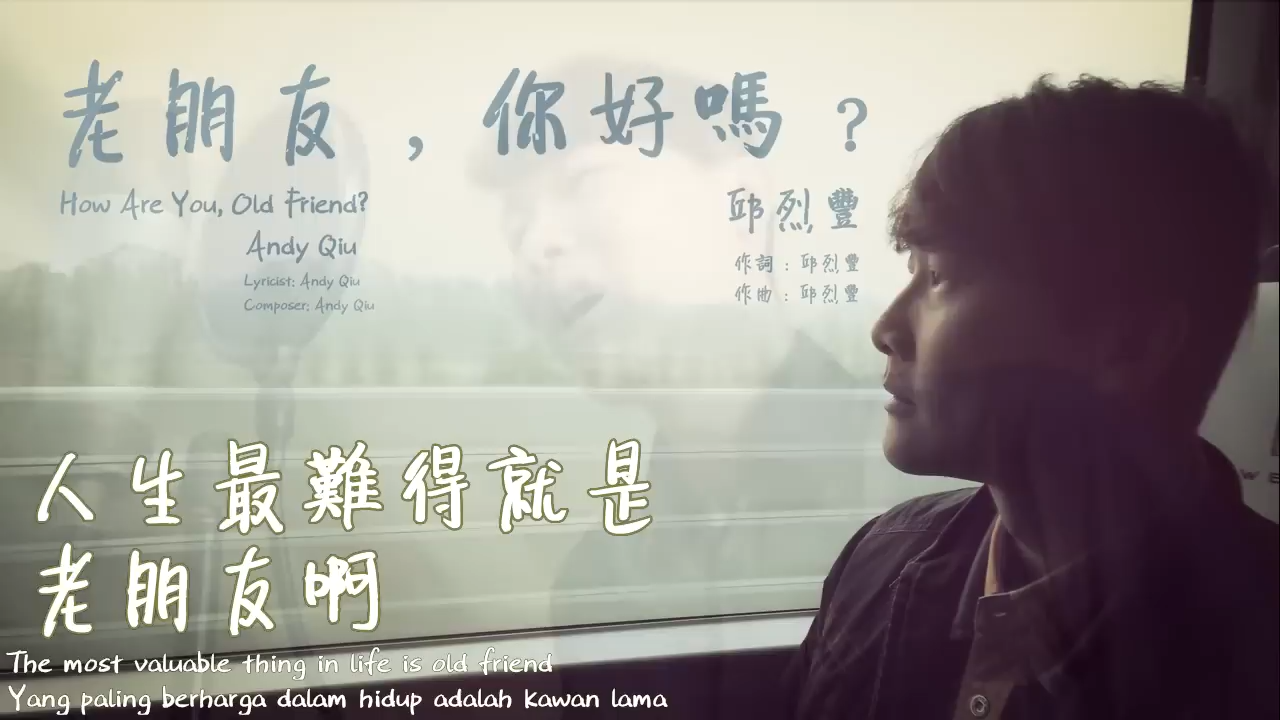 老朋友，你好嗎？
How Are You, Old Friend?
Andy Qiu
Lyricist: Andy Qiu
Composer: Andy Qiu
邱烈豐
作詞：邱烈豐
作曲：邱烈豐
人生最難得就是
老朋友啊
The most valuable thing in life is old friend
Yang paling berharga dalam hidup adalah kawan lama